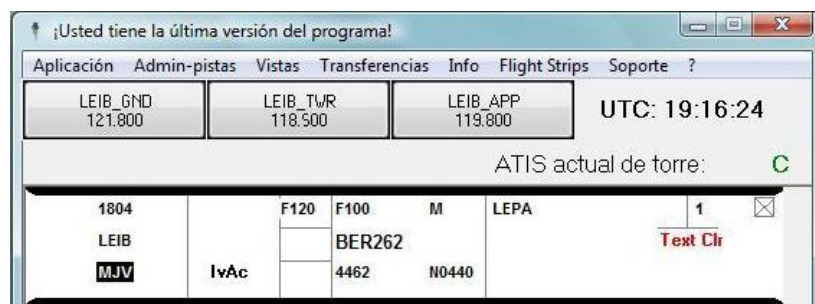 ¡Usted tiene la última versión del programa!
Aplicación Admin-pistas Vistas Transferencias Info Flight Strips Soporte ?
LEIB_GND LEIB_TWR LEIB_APP
121.800 118.500 119.800
UTC: 19:16:24
ATIS actual de torre: C
1804 F120 F100 M LEPA 1
LEIB BER262 Text Clr
MJV IvAc 4462 N0440